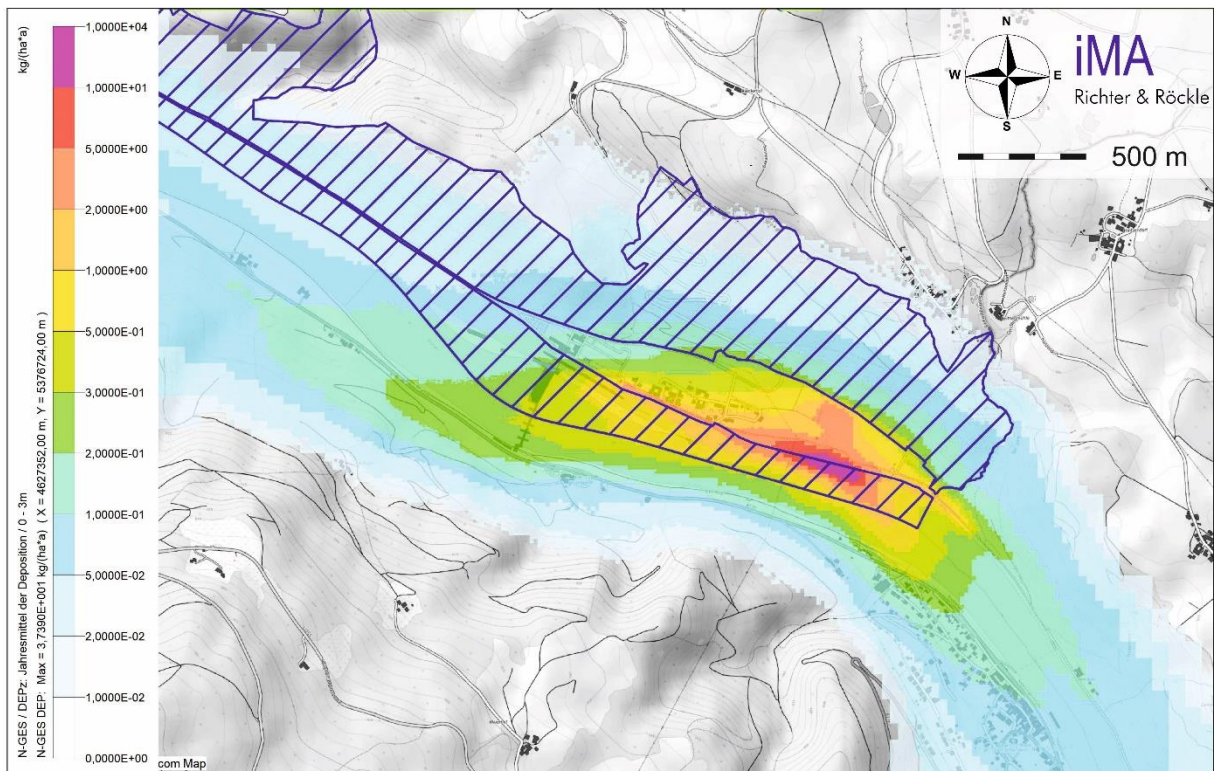 kg/(ha*a)
1,0000E+04
1,0000E+01
5,0000E+00
2,0000E+00
1,0000E+00
5,0000E-01
3,0000E-01
2,0000E-01
1,0000E-01
5,0000E-02
2,0000E-02
1,0000E-02
0,0000E+00
N-GES / DEPz: Jahresmittel der Deposition / 0 - 3m
N-GES DEP: Max = 3,7390E+001 kg/(ha*a) ( X = 4627352,00 m, Y = 5376724,00 m )
N
W E
S
iMA
Richter & Röckle
500 m
com Map